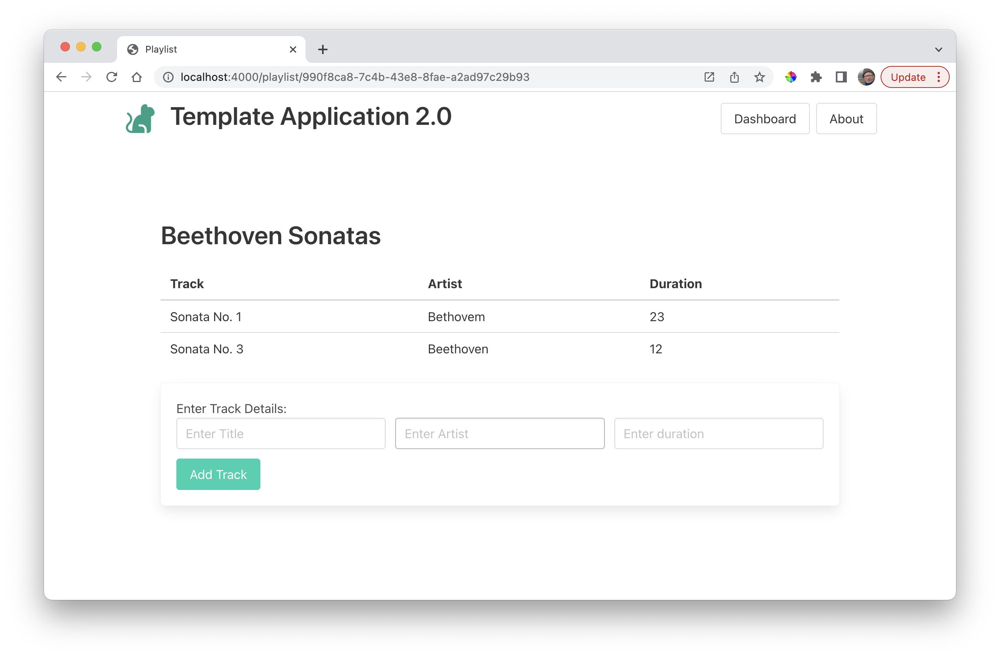 Playlist
localhost:4000/playlist/990f8ca8-7c4b-43e8-8fae-a2ad97c29b93
Update
Template Application 2.0
Dashboard
About
Beethoven Sonatas
Track Artist Duration
Sonata No. 1 Bethovem 23
Sonata No. 3 Beethoven 12
Enter Track Details:
Enter Title Enter Artist Enter duration
Add Track